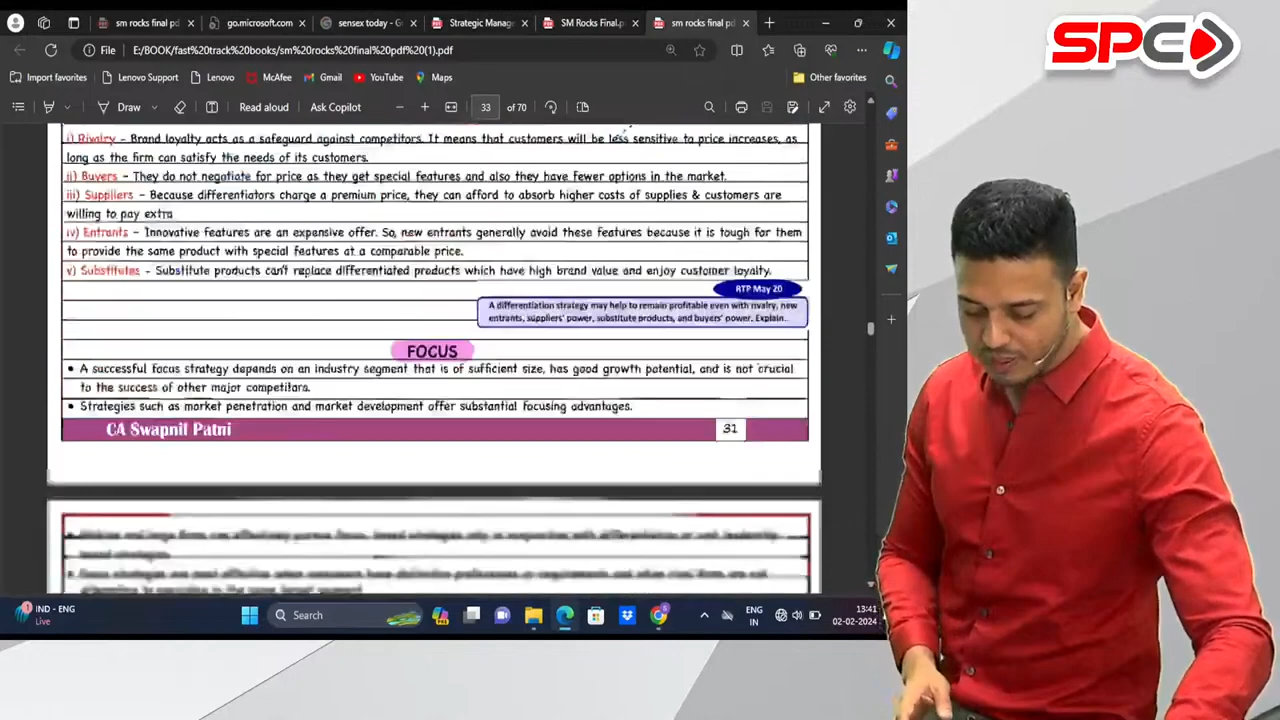 sm rocks final pd
go.microsoft.com
sensex today - G
Strategic Manage
SM Rocks Final.p
sm rocks final pd
File
E/BOOK/fast%20track%20books/sm%20rocks%20final%20pdf%20(1).pdf
Import favorites
Lenovo Support
Lenovo
McAfee
Gmail
YouTube
Maps
Other favorites
Draw
Read aloud
Ask Copilot
33
of 70
i) Rivalry - Brand loyalty acts as a safeguard against competitors. It means that customers will be less sensitive to price increases, as
long as the firm can satisfy the needs of its customers.
ii) Buyers - They do not negotiate for price as they get special features and also they have fewer options in the market.
iii) Suppliers - Because differentiators charge a premium price, they can afford to absorb higher costs of supplies & customers are
willing to pay extra
iv) Entrants - Innovative features are an expensive offer. So, new entrants generally avoid these features because it is tough for them
to provide the same product with special features at a comparable price.
v) Substitutes - Substitute products can't replace differentiated products which have high brand value and enjoy customer loyalty.
RTP May 20
A differentiation strategy may help to remain profitable even with rivalry, new
entrants, suppliers' power, substitute products, and buyers' power. Explain.
FOCUS
• A successful focus strategy depends on an industry segment that is of sufficient size, has good growth potential, and is not crucial
to the success of other major competitors.
• Strategies such as market penetration and market development offer substantial focusing advantages.
CA Swapnil Patni
31
IND - ENG
Live
Search
ENG
IN
13:41
02-02-2024
SPC